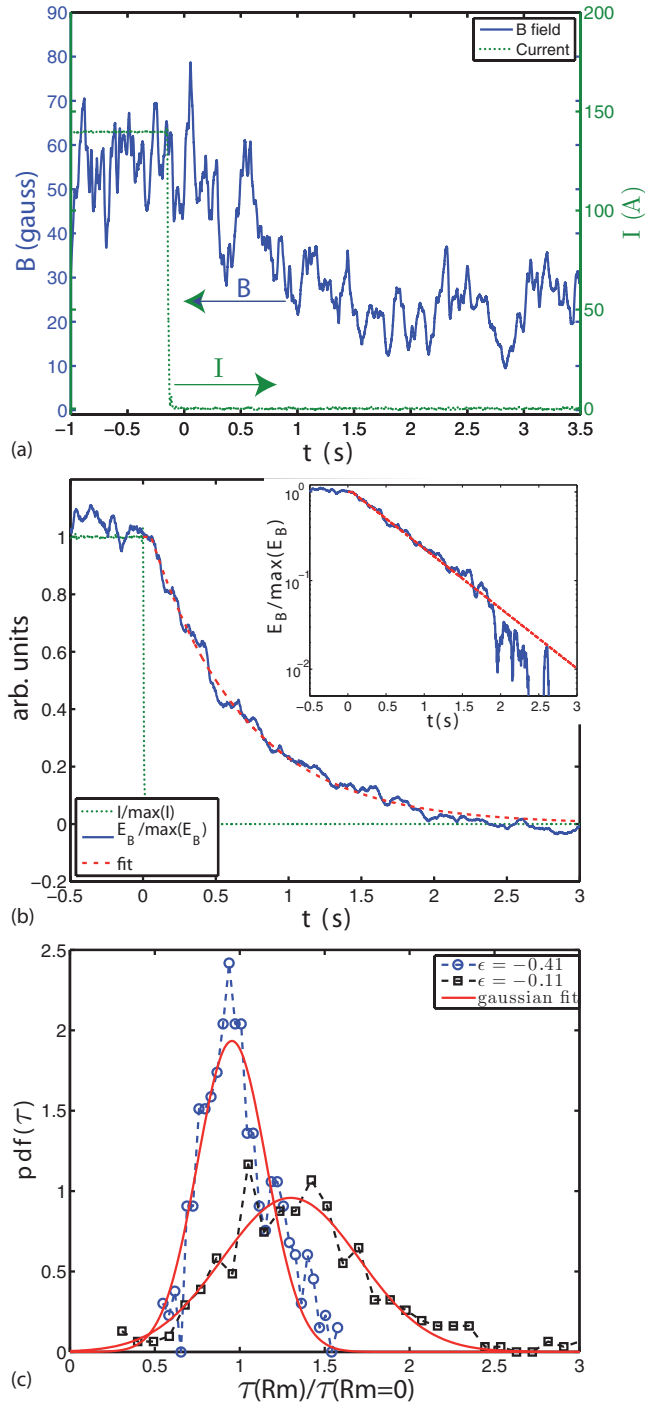 90
80
70
60
50
40
30
20
10
0
B (gauss)
200
150
100
50
0
I (A)
B field
Current
B
I
-1 -0.5 0 0.5 1 1.5 2 2.5 3 3.5
t (s)
(a)
1
0.8
0.6
0.4
0.2
0
-0.2
arb. units
I/max(I)
E_B/max(E_B)
fit
10^0
10^-1
10^-2
E_B/max(E_B)
-0.5 0 0.5 1 1.5 2 2.5 3
t(s)
-0.5 0 0.5 1 1.5 2 2.5 3
t (s)
(b)
2.5
2
1.5
1
0.5
0
pdf(τ)
ϵ = −0.41
ϵ = −0.11
gaussian fit
0 0.5 1 1.5 2 2.5 3
τ(Rm)/τ(Rm=0)
(c)